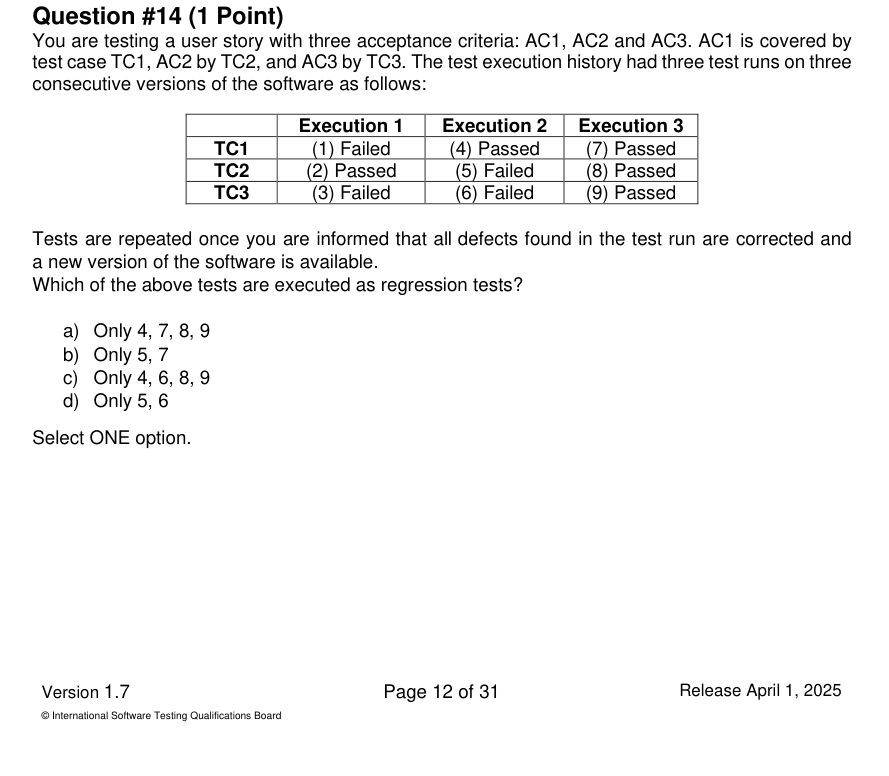 Question #14 (1 Point)
You are testing a user story with three acceptance criteria: AC1, AC2 and AC3. AC1 is covered by
test case TC1, AC2 by TC2, and AC3 by TC3. The test execution history had three test runs on three
consecutive versions of the software as follows:
Execution 1 Execution 2 Execution 3
TC1 (1) Failed (4) Passed (7) Passed
TC2 (2) Passed (5) Failed (8) Passed
TC3 (3) Failed (6) Failed (9) Passed
Tests are repeated once you are informed that all defects found in the test run are corrected and
a new version of the software is available.
Which of the above tests are executed as regression tests?
a) Only 4, 7, 8, 9
b) Only 5, 7
c) Only 4, 6, 8, 9
d) Only 5, 6
Select ONE option.
Version 1.7 Page 12 of 31 Release April 1, 2025
© International Software Testing Qualifications Board